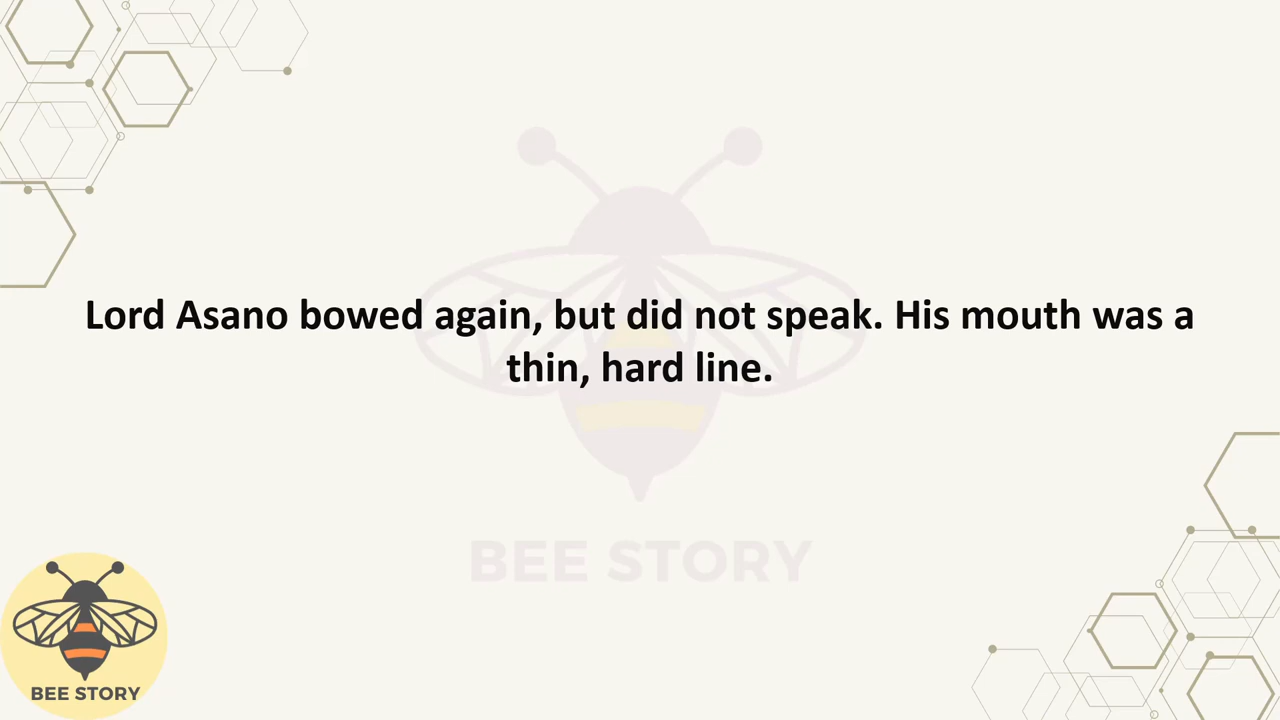 Lord Asano bowed again, but did not speak. His mouth was a
thin, hard line.
BEE STORY
BEE STORY